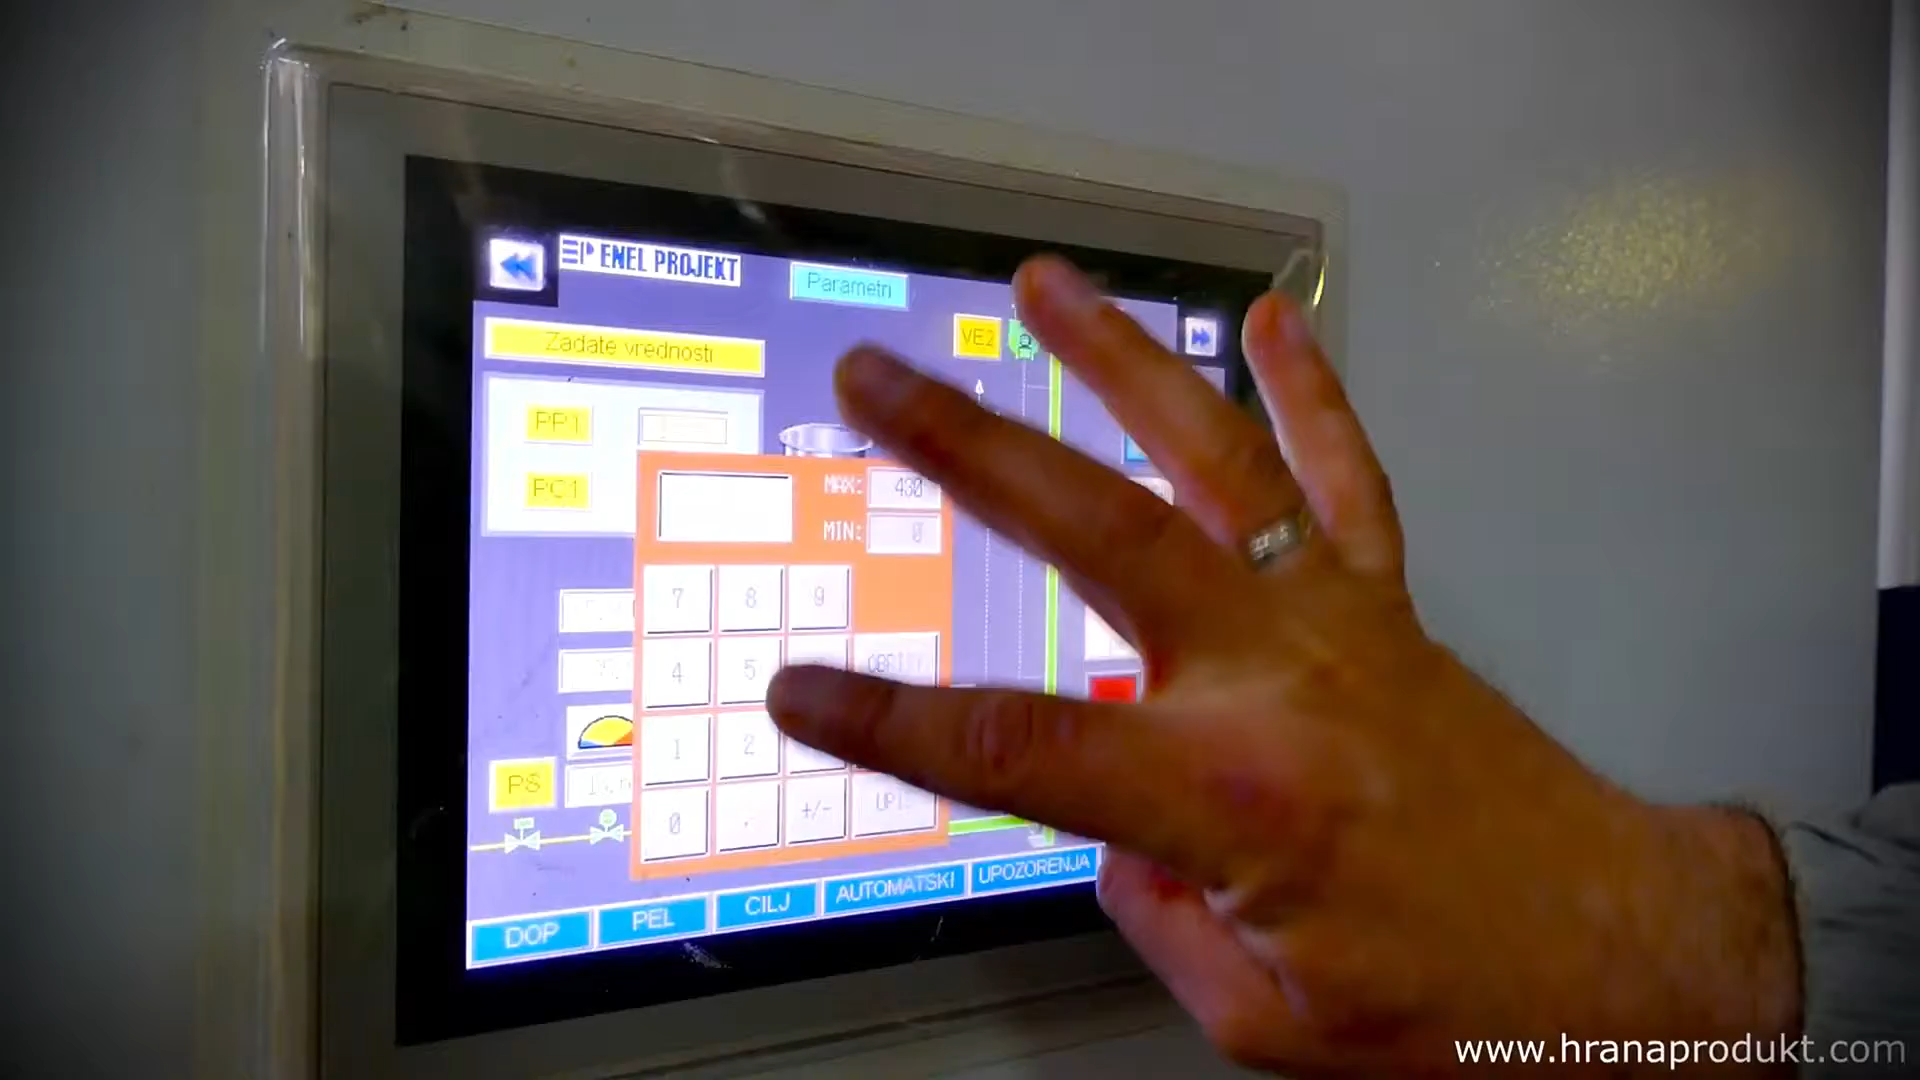 ENEL PROJEKT
Parametri
Zadate vrednosti
VE2
PP1
PC1
MAX: 430
MIN: 0
7 8 9
4 5
1 2
0 . +/-
PS
DOP PEL CILJ AUTOMATSKI UPOZORENJA
www.hranaprodukt.com